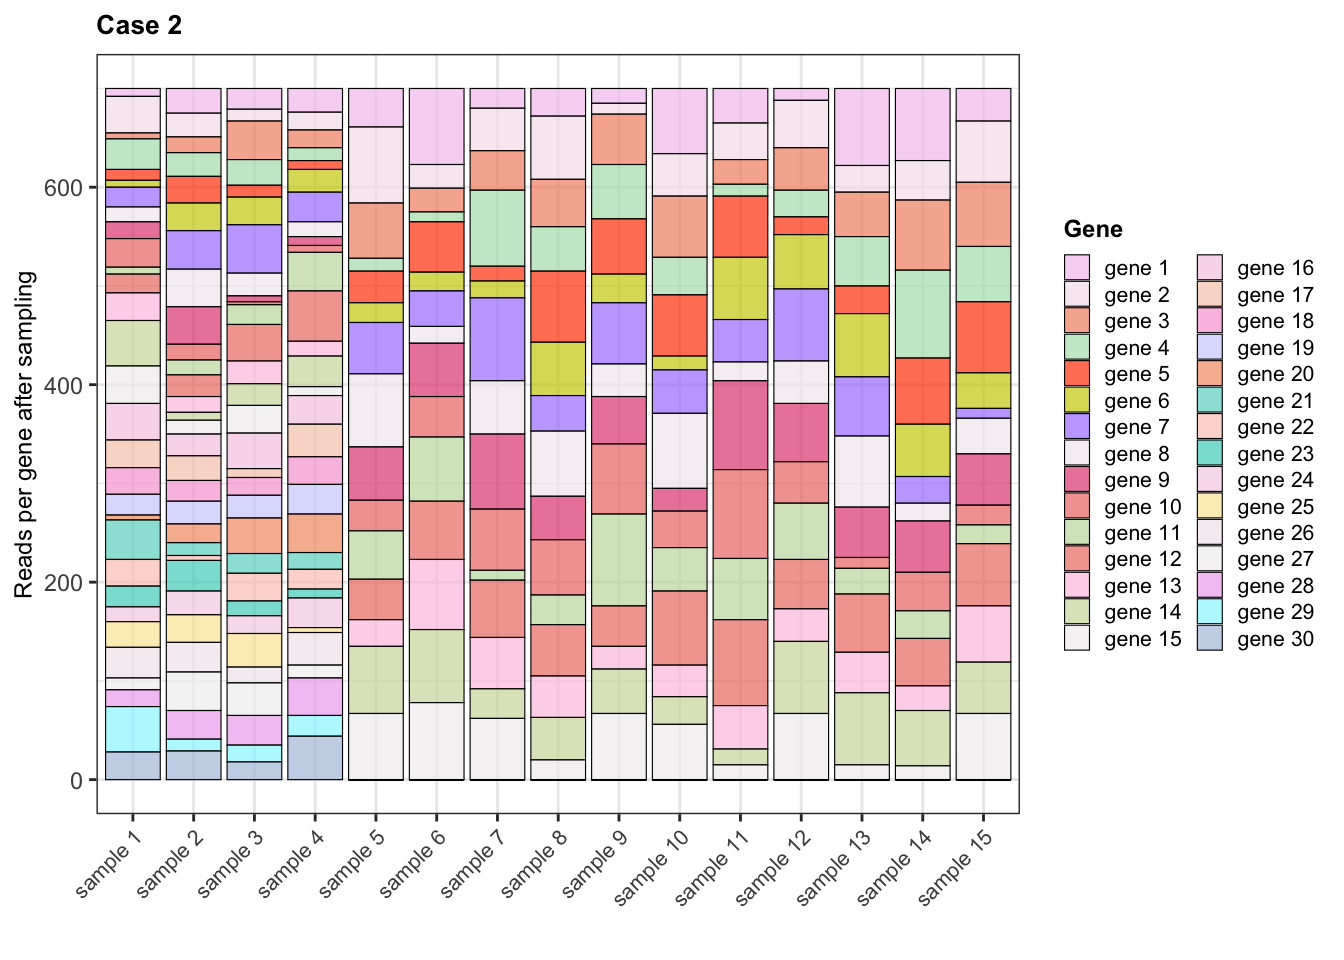 Case 2
Reads per gene after sampling
600
400
200
0
sample 1
sample 2
sample 3
sample 4
sample 5
sample 6
sample 7
sample 8
sample 9
sample 10
sample 11
sample 12
sample 13
sample 14
sample 15
Gene
gene 1
gene 2
gene 3
gene 4
gene 5
gene 6
gene 7
gene 8
gene 9
gene 10
gene 11
gene 12
gene 13
gene 14
gene 15
gene 16
gene 17
gene 18
gene 19
gene 20
gene 21
gene 22
gene 23
gene 24
gene 25
gene 26
gene 27
gene 28
gene 29
gene 30